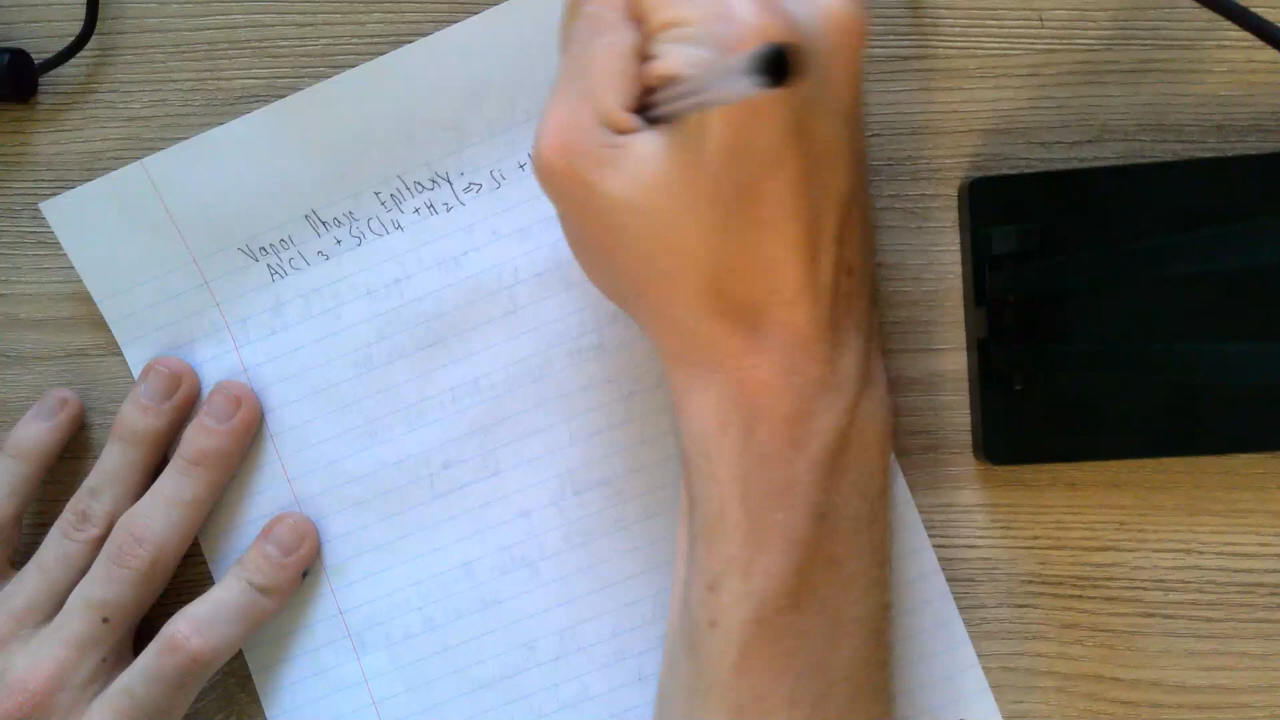 Vapor Phase Epitaxy:
AlCl3 + SiCl4 + H2 (=> Si +